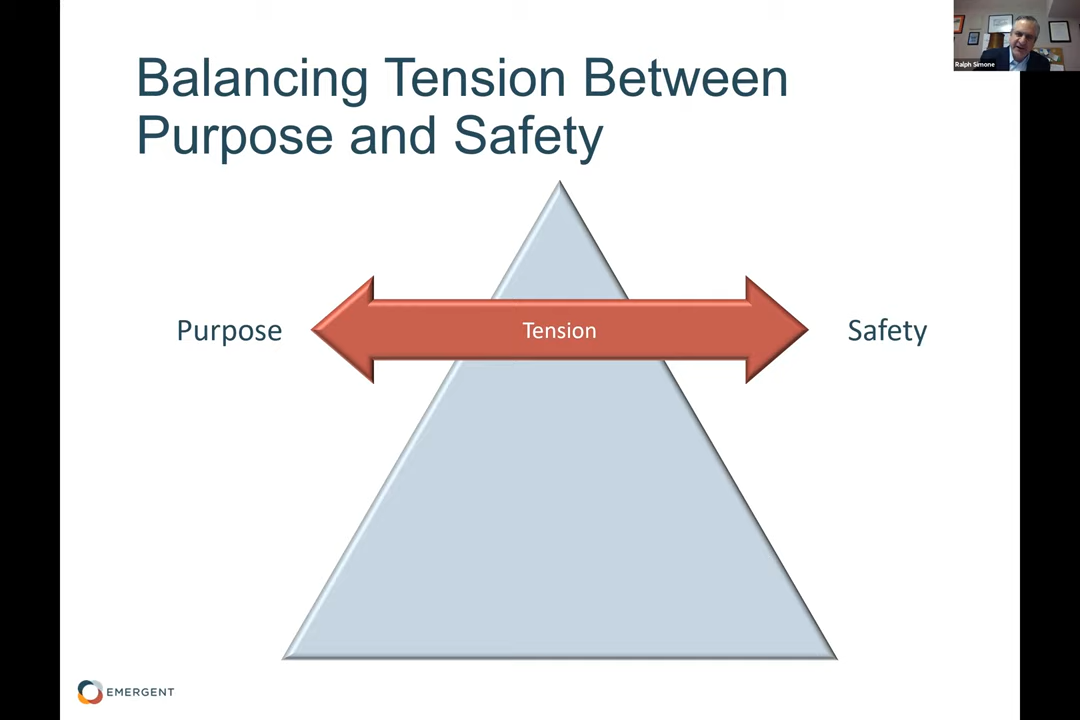 Ralph Simone
Balancing Tension Between
Purpose and Safety
Purpose
Tension
Safety
EMERGENT